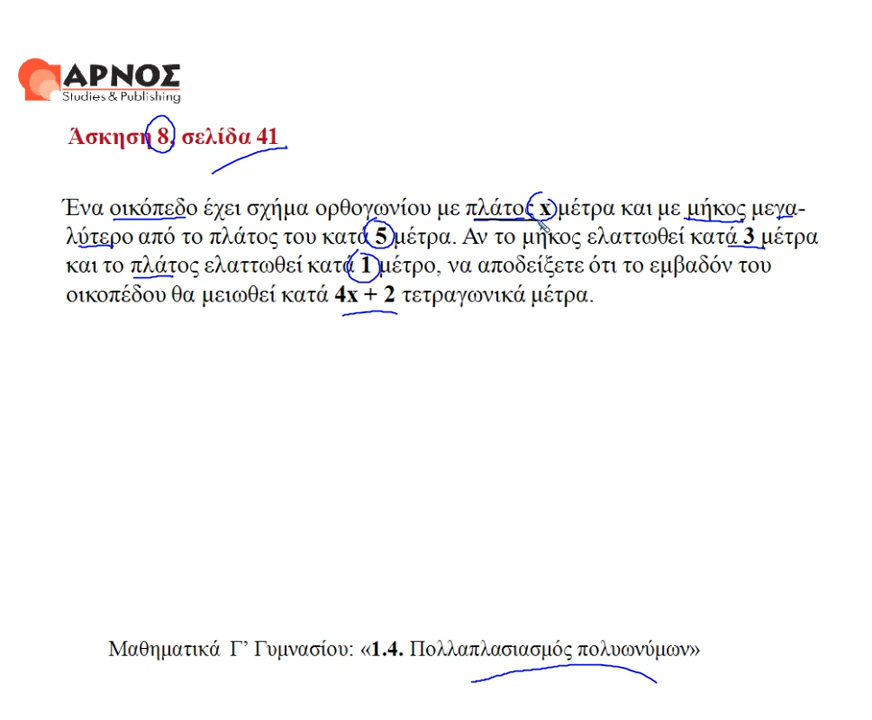 ΑΡΝΟΣ
Studies & Publishing
Άσκηση 8, σελίδα 41
Ένα οικόπεδο έχει σχήμα ορθογωνίου με πλάτος x μέτρα και με μήκος μεγα-
λύτερο από το πλάτος του κατά 5 μέτρα. Αν το μήκος ελαττωθεί κατά 3 μέτρα
και το πλάτος ελαττωθεί κατά 1 μέτρο, να αποδείξετε ότι το εμβαδόν του
οικοπέδου θα μειωθεί κατά 4x + 2 τετραγωνικά μέτρα.
Μαθηματικά Γ’ Γυμνασίου: «1.4. Πολλαπλασιασμός πολυωνύμων»